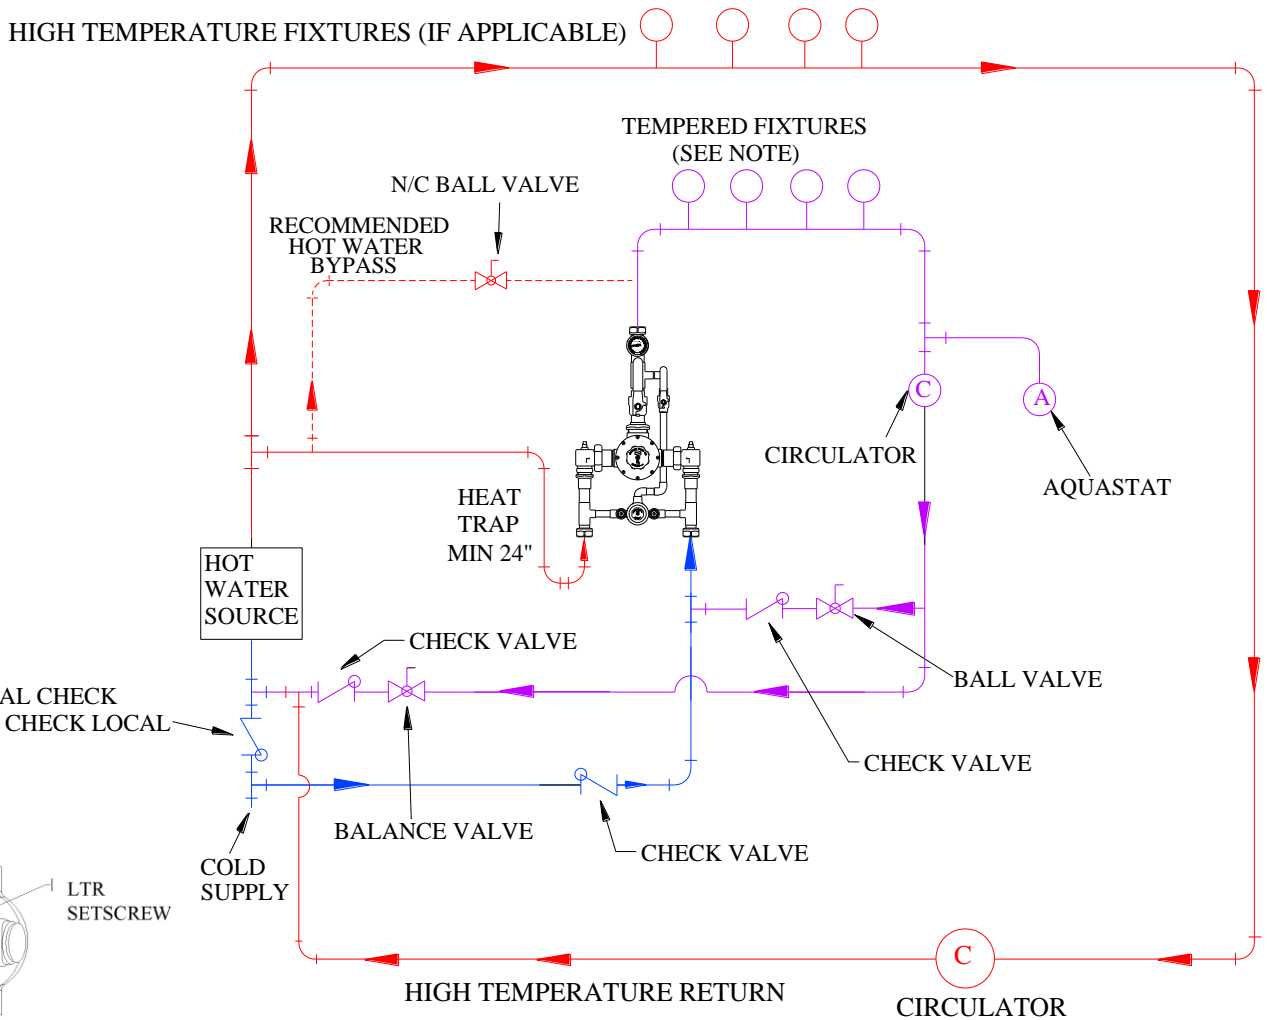 HIGH TEMPERATURE FIXTURES (IF APPLICABLE)
TEMPERED FIXTURES
(SEE NOTE)
N/C BALL VALVE
RECOMMENDED
HOT WATER
BYPASS
C
A
CIRCULATOR
AQUASTAT
HEAT
TRAP
MIN 24"
HOT
WATER
SOURCE
CHECK VALVE
BALL VALVE
AL CHECK
CHECK LOCAL
CHECK VALVE
BALANCE VALVE
CHECK VALVE
COLD
SUPPLY
LTR
SETSCREW
C
HIGH TEMPERATURE RETURN
CIRCULATOR